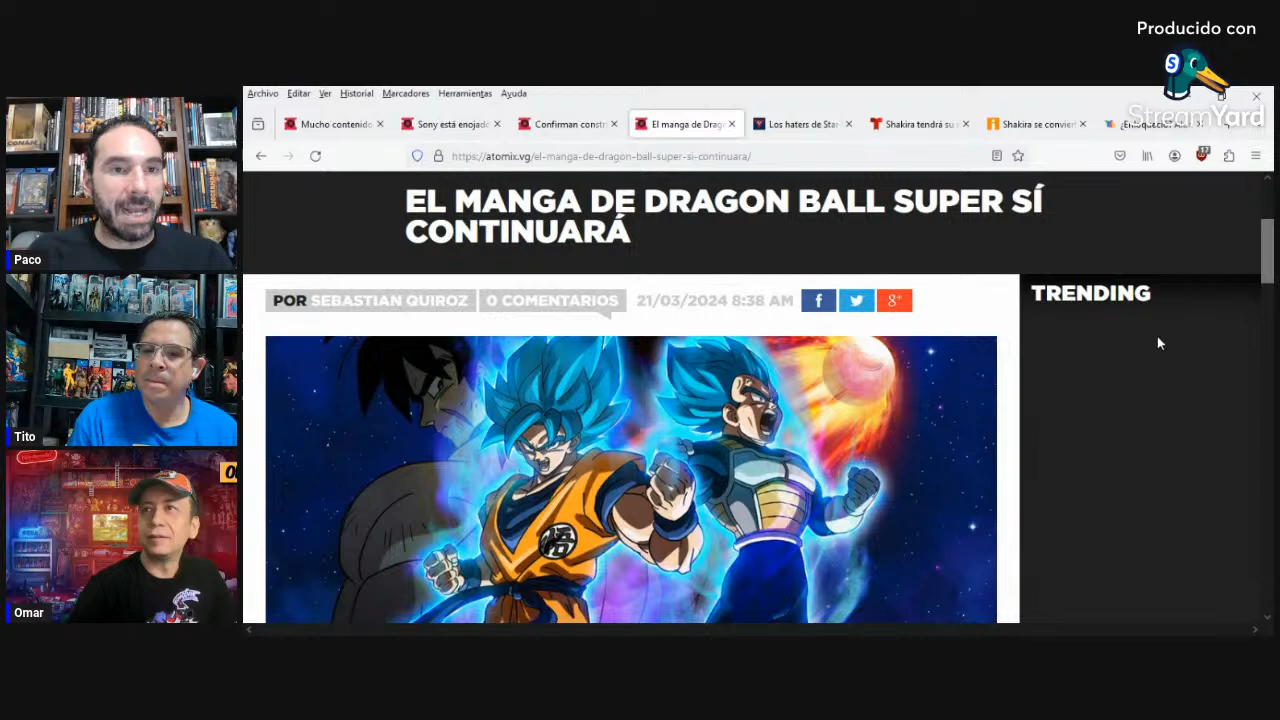 Producido con
StreamYard
Archivo Editar Ver Historial Marcadores Herramientas Ayuda
Mucho contenido
Sony está enojado
Confirman constr
El manga de Drago
Los haters de Star
Shakira tendrá su
Shakira se convier
https://atomix.vg/el-manga-de-dragon-ball-super-si-continuara/
EL MANGA DE DRAGON BALL SUPER SÍ
CONTINUARÁ
POR SEBASTIAN QUIROZ 0 COMENTARIOS 21/03/2024 8:38 AM
TRENDING
Paco
Tito
Omar